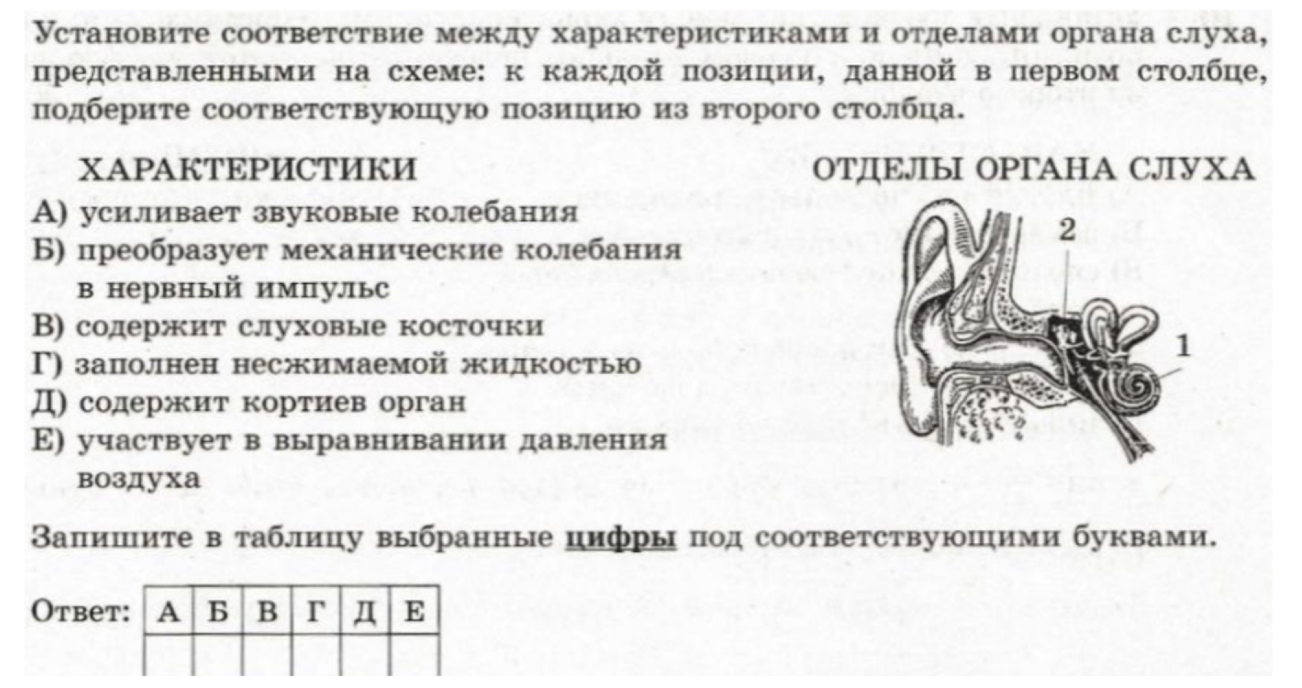 Установите соответствие между характеристиками и отделами органа слуха,
представленными на схеме: к каждой позиции, данной в первом столбце,
подберите соответствующую позицию из второго столбца.
ХАРАКТЕРИСТИКИ
А) усиливает звуковые колебания
Б) преобразует механические колебания
в нервный импульс
В) содержит слуховые косточки
Г) заполнен несжимаемой жидкостью
Д) содержит кортиев орган
Е) участвует в выравнивании давления
воздуха
ОТДЕЛЫ ОРГАНА СЛУХА
2
1
Запишите в таблицу выбранные цифры под соответствующими буквами.
Ответ: А Б В Г Д Е